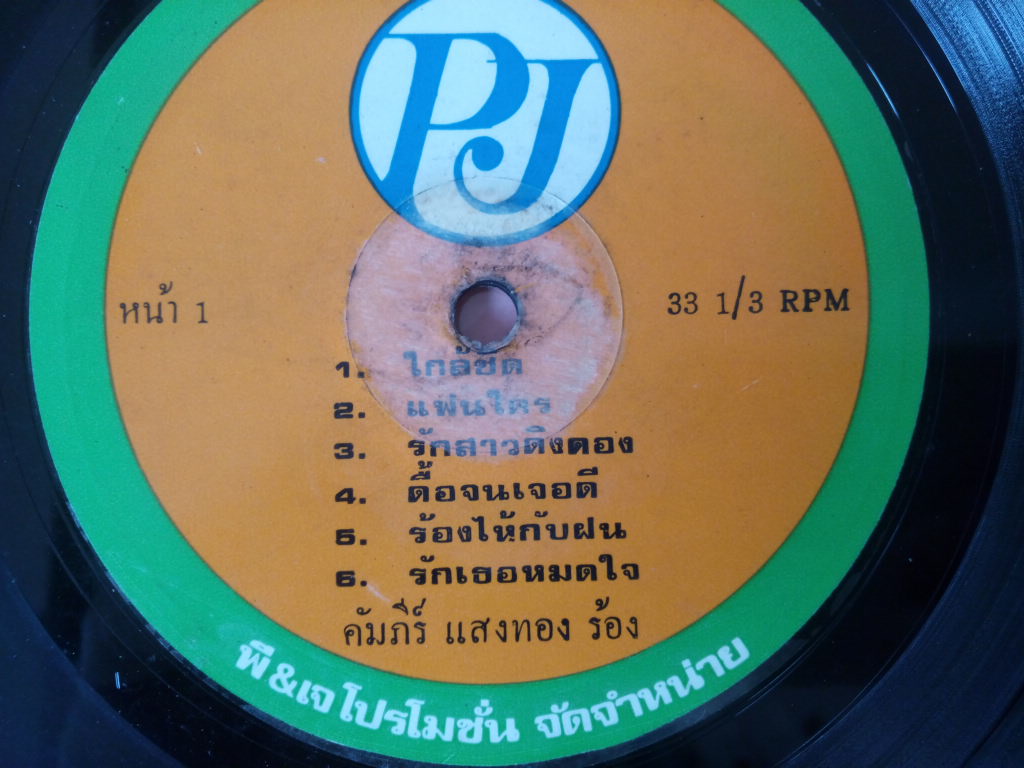 PJ
หน้า 1
33 1/3 RPM
1. ใกล้ชิด
2. แฟนใคร
3. รักสาวดิงดอง
4. ดื้อจนเจอดี
5. ร้องไห้กับฝน
6. รักเธอหมดใจ
คัมภีร์ แสงทอง ร้อง
พี&เจ โปรโมชั่น จัดจำหน่าย